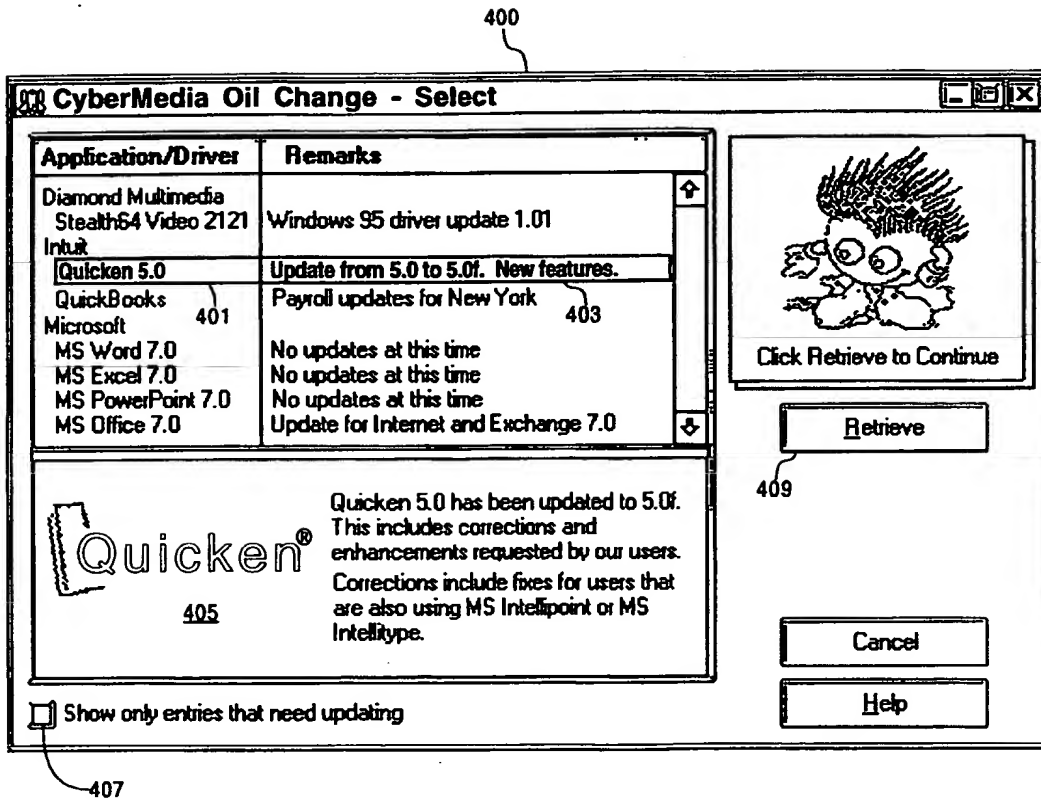 400
CyberMedia Oil Change - Select
Application/Driver Remarks
Diamond Multimedia
Stealth64 Video 2121 Windows 95 driver update 1.01
Intuit
Quicken 5.0 Update from 5.0 to 5.0f. New features.
QuickBooks Payroll updates for New York
401 403
Microsoft
MS Word 7.0 No updates at this time
MS Excel 7.0 No updates at this time
MS PowerPoint 7.0 No updates at this time
MS Office 7.0 Update for Internet and Exchange 7.0
Click Retrieve to Continue
Retrieve
409
Quicken®
405
Quicken 5.0 has been updated to 5.0f.
This includes corrections and
enhancements requested by our users.
Corrections include fixes for users that
are also using MS Intellipoint or MS
Intellitype.
Cancel
Help
Show only entries that need updating
407